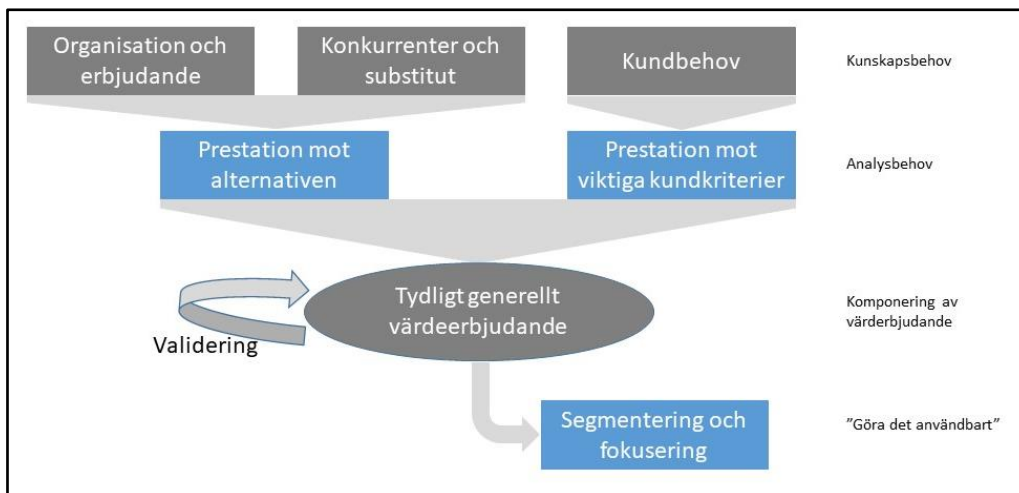 Organisation och
erbjudande
Konkurrenter och
substitut
Kundbehov
Kunskapsbehov
Prestation mot
alternativen
Prestation mot
viktiga kundkriterier
Analysbehov
Tydligt generellt
värdeerbjudande
Validering
Komponering av
värderbjudande
Segmentering och
fokusering
”Göra det användbart”